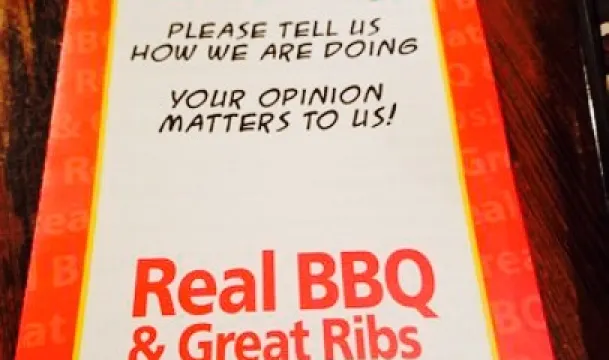 PLEASE TELL US
HOW WE ARE DOING
YOUR OPINION
MATTERS TO US!
Real BBQ
& Great Ribs